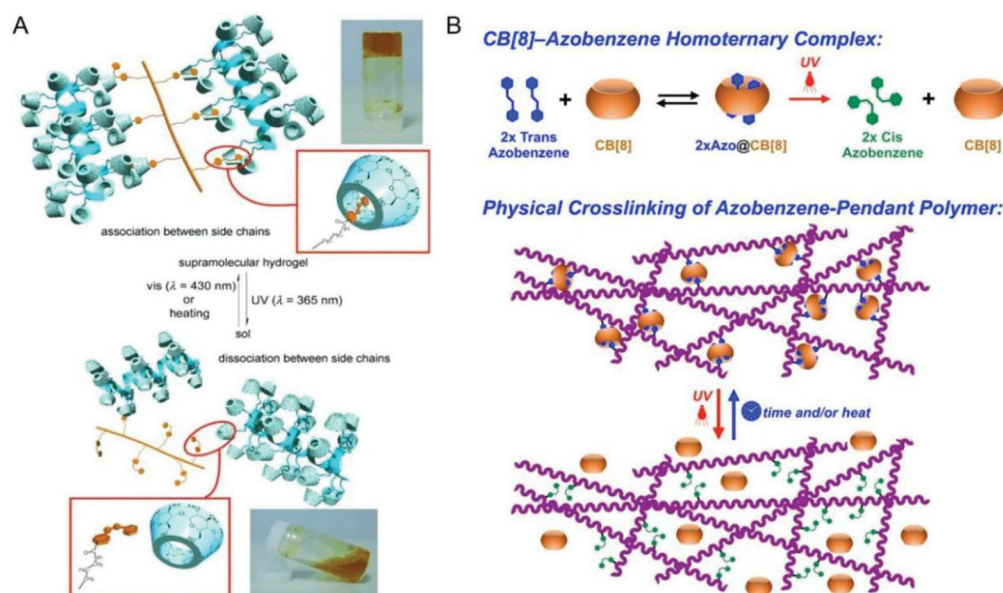 A
association between side chains
supramolecular hydrogel
vis (λ = 430 nm)
or
heating
UV (λ = 365 nm)
sol
dissociation between side chains
B
CB[8]–Azobenzene Homoternary Complex:
UV
+
+
2x Trans
Azobenzene
CB[8]
2xAzo@CB[8]
2x Cis
Azobenzene
CB[8]
Physical Crosslinking of Azobenzene-Pendant Polymer:
UV
time and/or heat